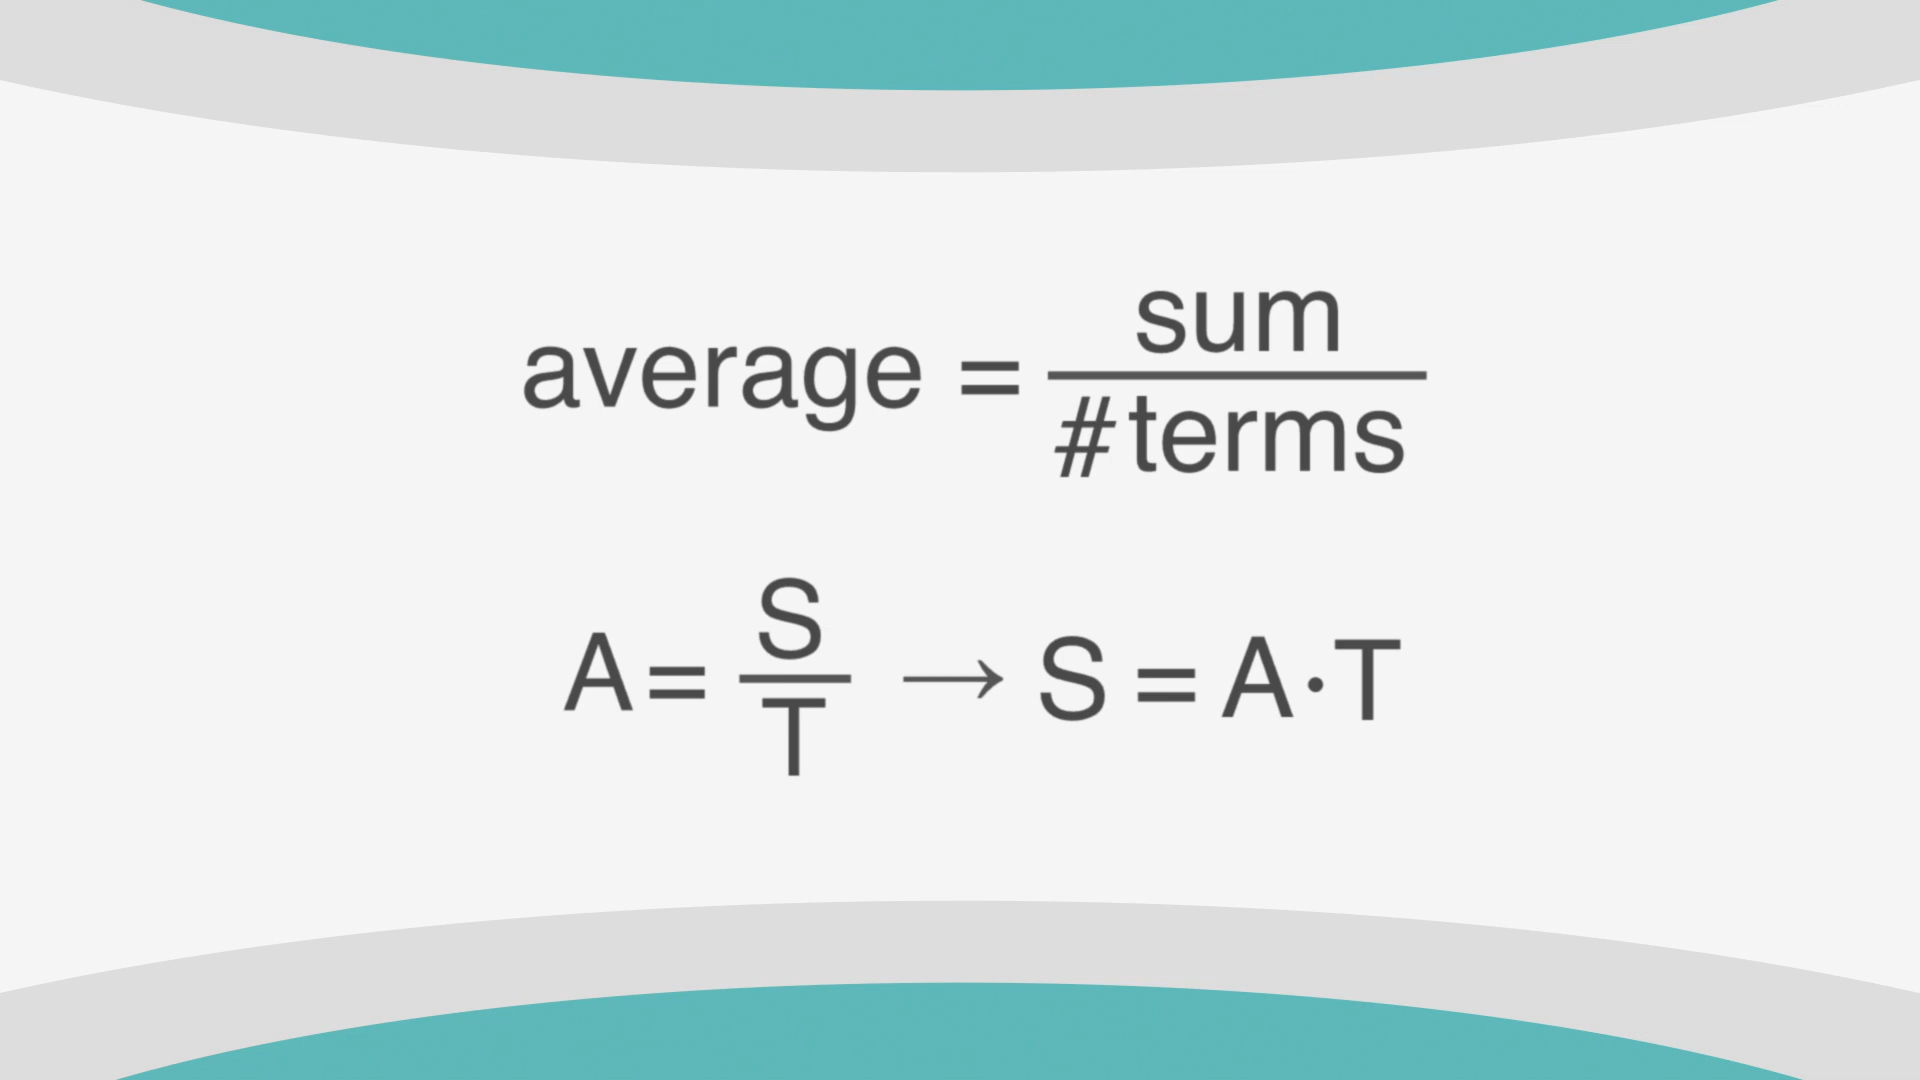 average = sum / #terms
A = S / T → S = A·T